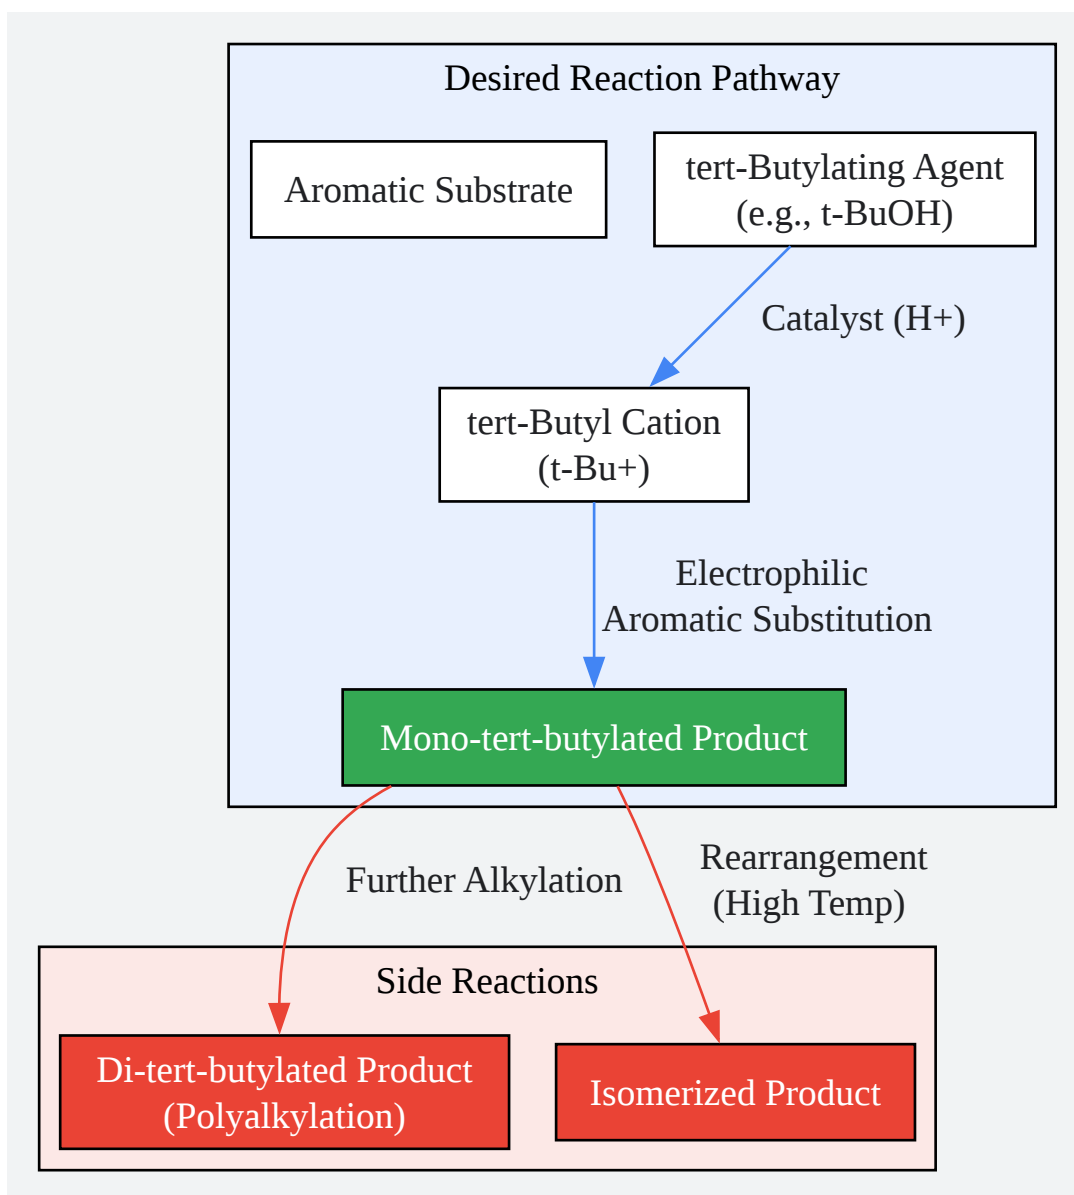 Desired Reaction Pathway
Aromatic Substrate
tert-Butylating Agent
(e.g., t-BuOH)
Catalyst (H+)
tert-Butyl Cation
(t-Bu+)
Electrophilic
Aromatic Substitution
Mono-tert-butylated Product
Further Alkylation
Rearrangement
(High Temp)
Side Reactions
Di-tert-butylated Product
(Polyalkylation)
Isomerized Product